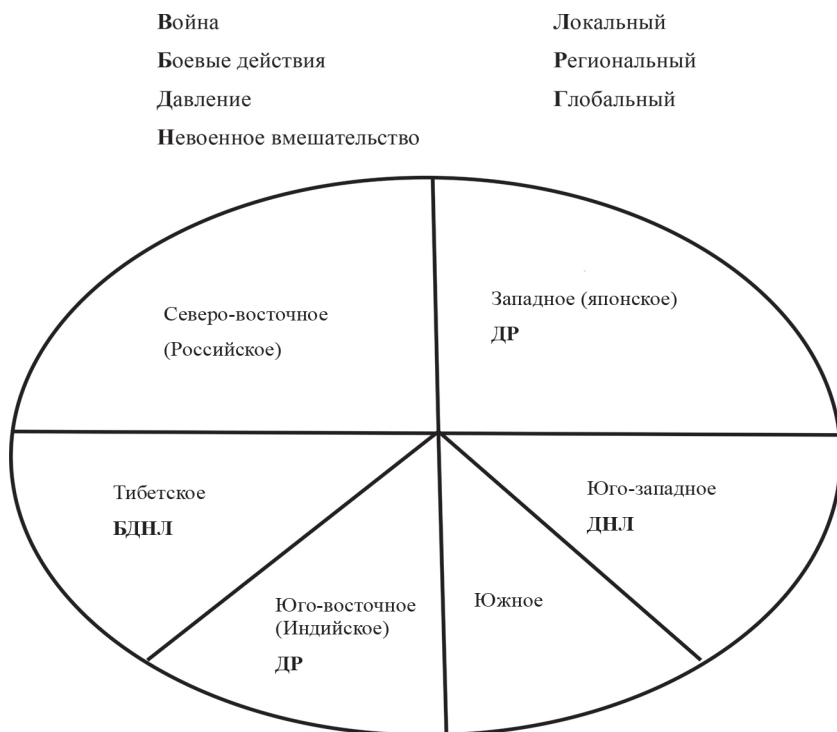 Война
Боевые действия
Давление
Невоенное вмешательство
Локальный
Региональный
Глобальный
Северо-восточное
(Российское)
Западное (японское)
ДР
Тибетское
БДНЛ
Юго-восточное
(Индийское)
ДР
Южное
Юго-западное
ДНЛ